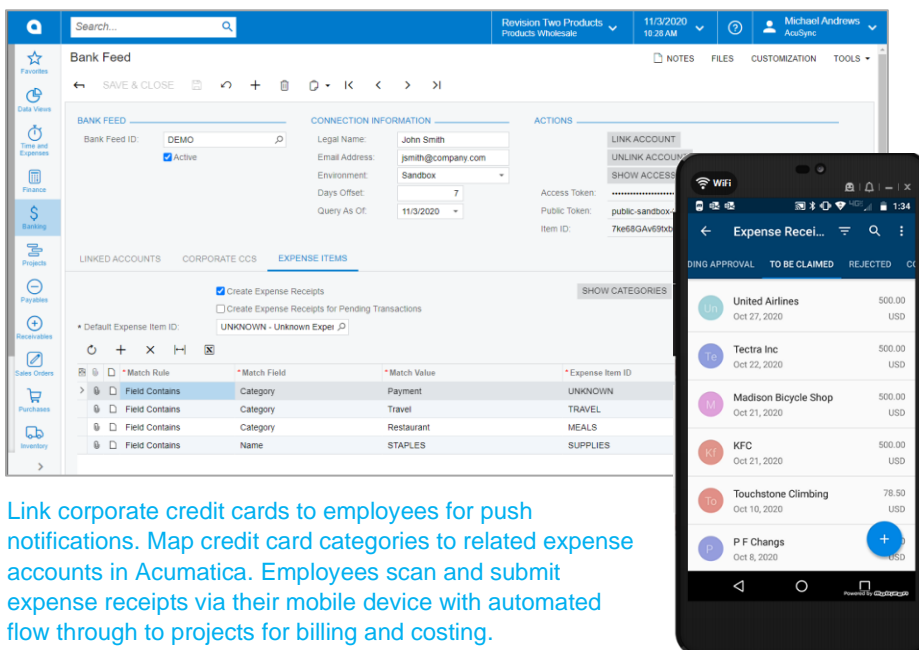 Search...
Revision Two Products
Products Wholesale
11/3/2020
10:28 AM
Michael Andrews
AcuSync
Favorites
Data Views
Time and
Expenses
Finance
Banking
Projects
Payables
Receivables
Sales Orders
Purchases
Inventory
Bank Feed
NOTES FILES CUSTOMIZATION TOOLS
SAVE & CLOSE
BANK FEED
Bank Feed ID: DEMO
Active
CONNECTION INFORMATION
Legal Name: John Smith
Email Address: jsmith@company.com
Environment: Sandbox
Days Offset: 7
Query As Of: 11/3/2020
ACTIONS
LINK ACCOUNT
UNLINK ACCOUNT
SHOW ACCESS
Access Token:
Public Token: public-sandbox-
Item ID: 7ke68GAv69txb
LINKED ACCOUNTS CORPORATE CCS EXPENSE ITEMS
Create Expense Receipts
SHOW CATEGORIES
Create Expense Receipts for Pending Transactions
* Default Expense Item ID: UNKNOWN - Unknown Exper
*Match Rule *Match Field *Match Value *Expense Item ID
Field Contains Category Payment UNKNOWN
Field Contains Category Travel TRAVEL
Field Contains Category Restaurant MEALS
Field Contains Name STAPLES SUPPLIES
WiFi
1:34
Expense Recei...
DING APPROVAL TO BE CLAIMED REJECTED CO
Un United Airlines 500.00
Oct 27, 2020 USD
Te Tectra Inc 500.00
Oct 22, 2020 USD
M Madison Bicycle Shop 500.00
Oct 21, 2020 USD
Kf KFC 500.00
Oct 21, 2020 USD
To Touchstone Climbing 78.50
Oct 10, 2020 USD
P P F Changs
Oct 8, 2020 USD
Powered by
Link corporate credit cards to employees for push
notifications. Map credit card categories to related expense
accounts in Acumatica. Employees scan and submit
expense receipts via their mobile device with automated
flow through to projects for billing and costing.